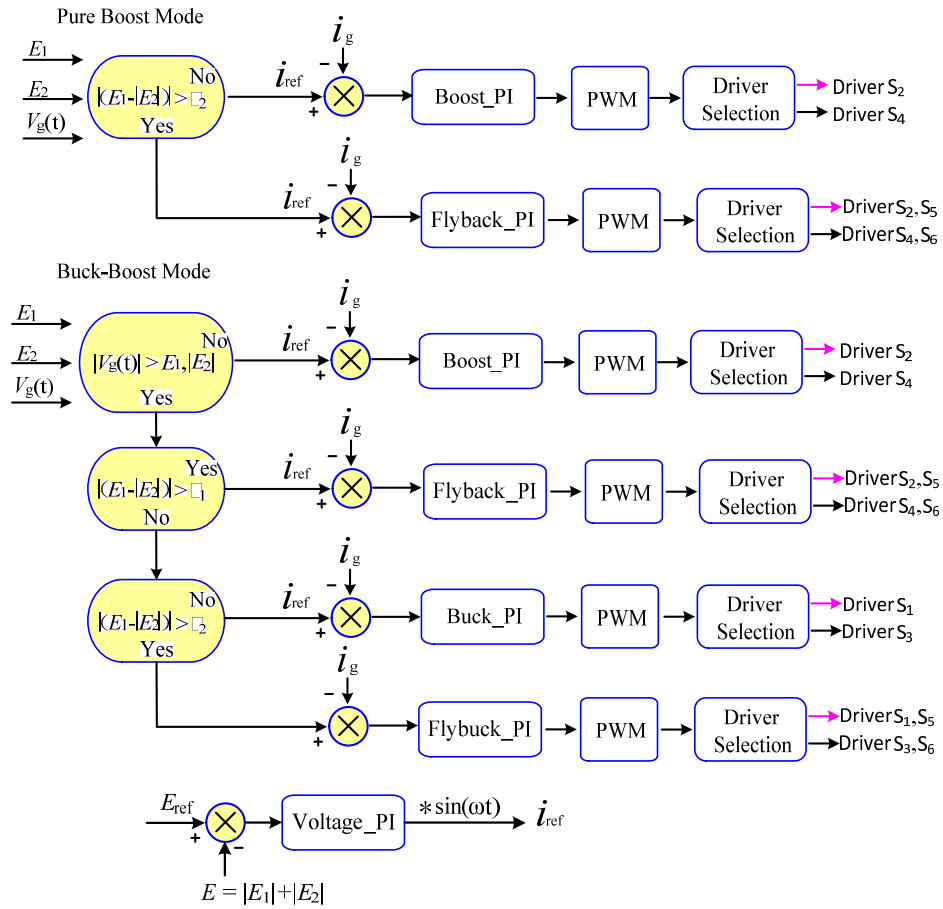 Pure Boost Mode
E1
E2
Vg(t)
|(E1-|E2|)| > □2
No
Yes
iref
+
−
ig
Boost_PI
PWM
Driver Selection
Driver S2
Driver S4
iref
+
−
ig
Flyback_PI
PWM
Driver Selection
Driver S2, S5
Driver S4, S6
Buck-Boost Mode
E1
E2
Vg(t)
|Vg(t)| > E1, |E2|
No
Yes
iref
+
−
ig
Boost_PI
PWM
Driver Selection
Driver S2
Driver S4
|(E1-|E2|)| > □1
Yes
No
iref
+
−
ig
Flyback_PI
PWM
Driver Selection
Driver S2, S5
Driver S4, S6
|(E1-|E2|)| > □2
No
Yes
iref
+
−
ig
Buck_PI
PWM
Driver Selection
Driver S1
Driver S3
+
−
ig
Flybuck_PI
PWM
Driver Selection
Driver S1, S5
Driver S3, S6
Eref
+
−
E = |E1|+|E2|
Voltage_PI
*sin(ωt)
iref